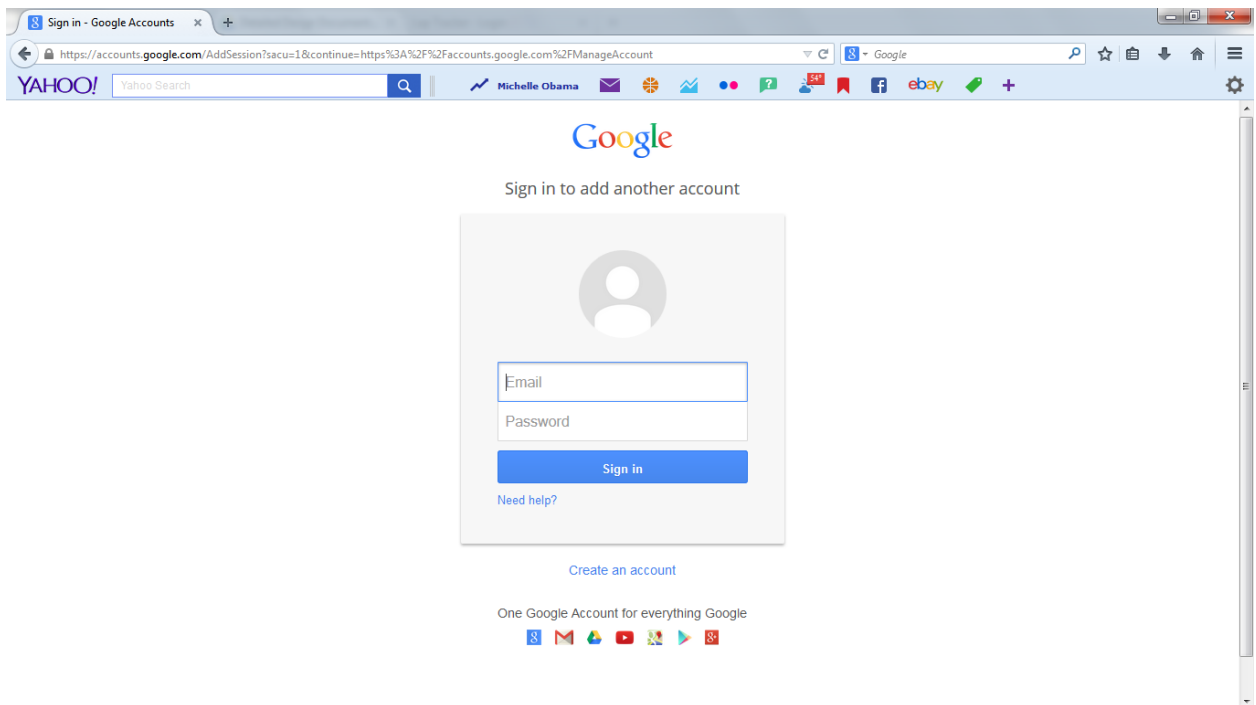 Sign in - Google Accounts
https://accounts.google.com/AddSession?sacu=1&continue=https%3A%2F%2Faccounts.google.com%2FManageAccount
8 Google
YAHOO! Yahoo Search Michelle Obama 54° ebay
Google
Sign in to add another account
Email
Password
Sign in
Need help?
Create an account
One Google Account for everything Google